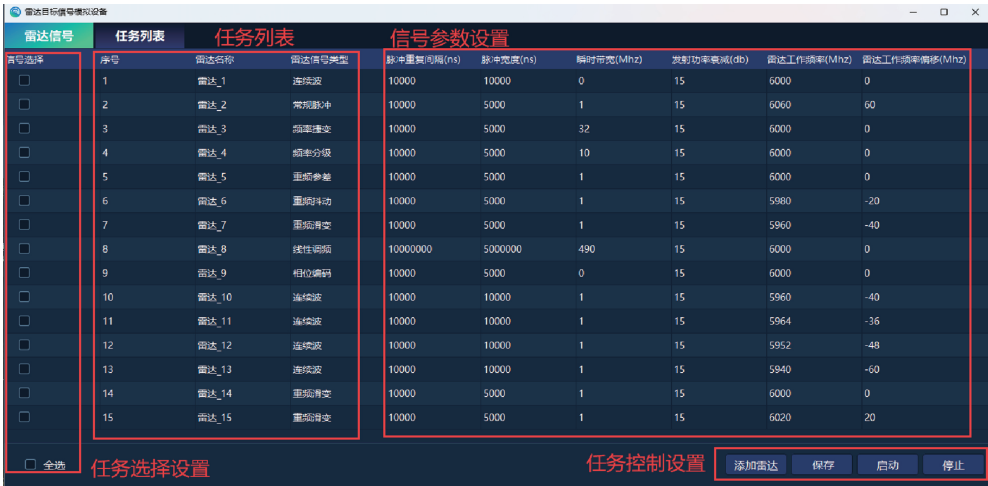 雷达目标信号模拟设备
雷达信号 任务列表 任务列表 信号参数设置
信号选择 序号 雷达名称 雷达信号类型 脉冲重复间隔(ns) 脉冲宽度(ns) 瞬时带宽(Mhz) 发射功率衰减(db) 雷达工作频率(Mhz) 雷达工作频率偏移(Mhz)
1 雷达_1 连续波 10000 10000 0 15 6000 0
2 雷达_2 常规脉冲 10000 5000 1 15 6060 60
3 雷达_3 频率捷变 10000 5000 32 15 6000 0
4 雷达_4 频率分级 10000 5000 10 15 6000 0
5 雷达_5 重频参差 10000 5000 1 15 6000 0
6 雷达_6 重频抖动 10000 5000 1 15 5980 -20
7 雷达_7 重频滑变 10000 5000 1 15 5960 -40
8 雷达_8 线性调频 10000000 5000000 490 15 6000 0
9 雷达_9 相位编码 10000 5000 0 15 6000 0
10 雷达_10 连续波 10000 10000 1 15 5960 -40
11 雷达_11 连续波 10000 10000 1 15 5964 -36
12 雷达_12 连续波 10000 10000 1 15 5952 -48
13 雷达_13 连续波 10000 10000 1 15 5940 -60
14 雷达_14 重频滑变 10000 5000 1 15 6000 0
15 雷达_15 重频滑变 10000 5000 1 15 6020 20
全选 任务选择设置 任务控制设置 添加雷达 保存 启动 停止